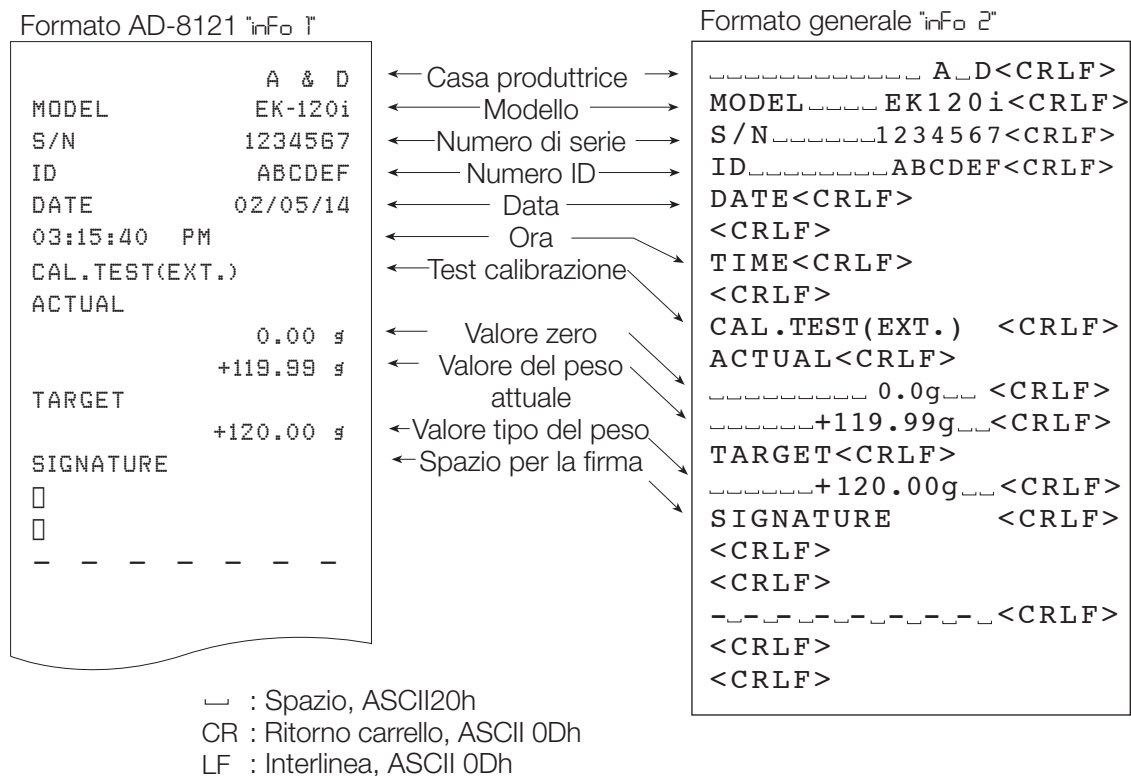 Formato AD-8121 "inFo 1"
A & D
MODEL EK-120i
S/N 1234567
ID ABCDEF
DATE 02/05/14
03:15:40 PM
CAL.TEST(EXT.)
ACTUAL
0.00 g
+119.99 g
TARGET
+120.00 g
SIGNATURE
- - - - - - -
Casa produttrice
Modello
Numero di serie
Numero ID
Data
Ora
Test calibrazione
Valore zero
Valore del peso
attuale
Valore tipo del peso
Spazio per la firma
Formato generale "inFo 2"
␣␣␣␣␣␣␣␣␣␣␣␣ A␣D<CRLF>
MODEL␣␣␣␣EK120i<CRLF>
S/N␣␣␣␣␣␣1234567<CRLF>
ID␣␣␣␣␣␣␣␣ABCDEF<CRLF>
DATE<CRLF>
<CRLF>
TIME<CRLF>
<CRLF>
CAL.TEST(EXT.) <CRLF>
ACTUAL<CRLF>
␣␣␣␣␣␣␣␣␣ 0.0g␣␣ <CRLF>
␣␣␣␣␣␣+119.99g␣␣<CRLF>
TARGET<CRLF>
␣␣␣␣␣␣+120.00g␣␣<CRLF>
SIGNATURE <CRLF>
<CRLF>
<CRLF>
-␣-␣-␣-␣-␣-␣-␣-␣<CRLF>
<CRLF>
<CRLF>
␣ : Spazio, ASCII20h
CR : Ritorno carrello, ASCII 0Dh
LF : Interlinea, ASCII 0Dh